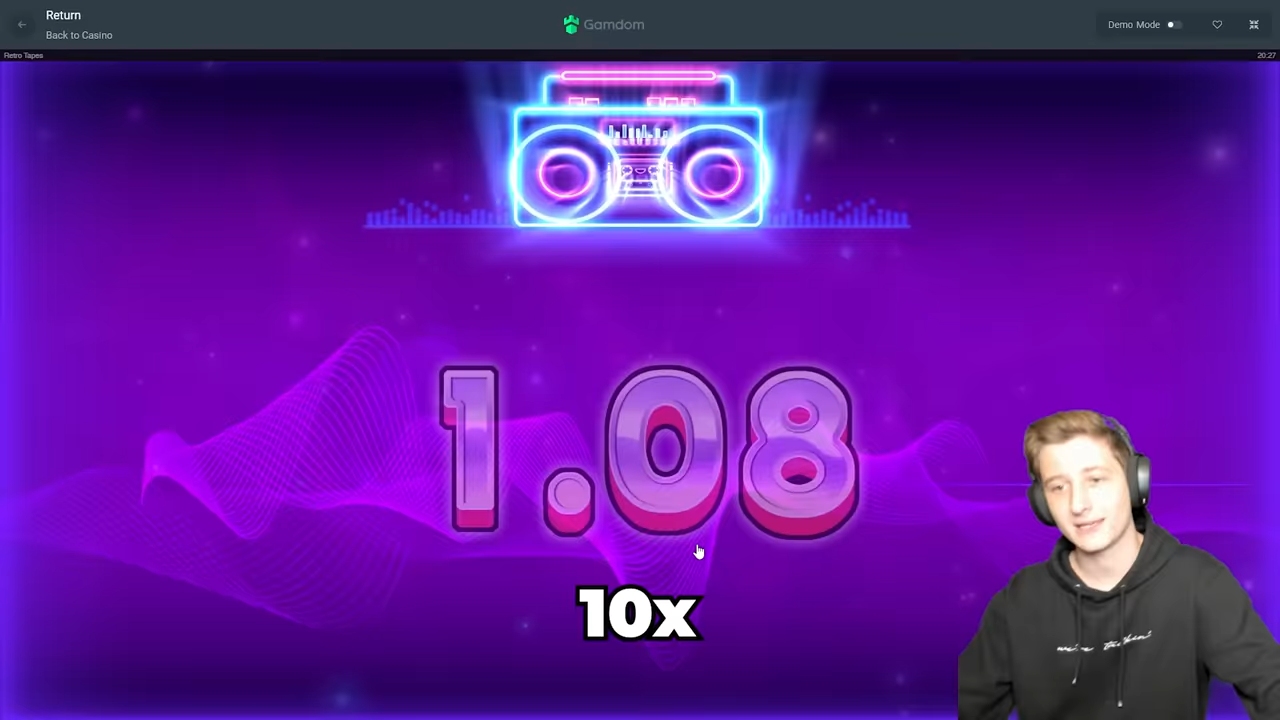 Return
Back to Casino
Gamdom
Demo Mode
Retro Tapes
20:27
1.08
10x